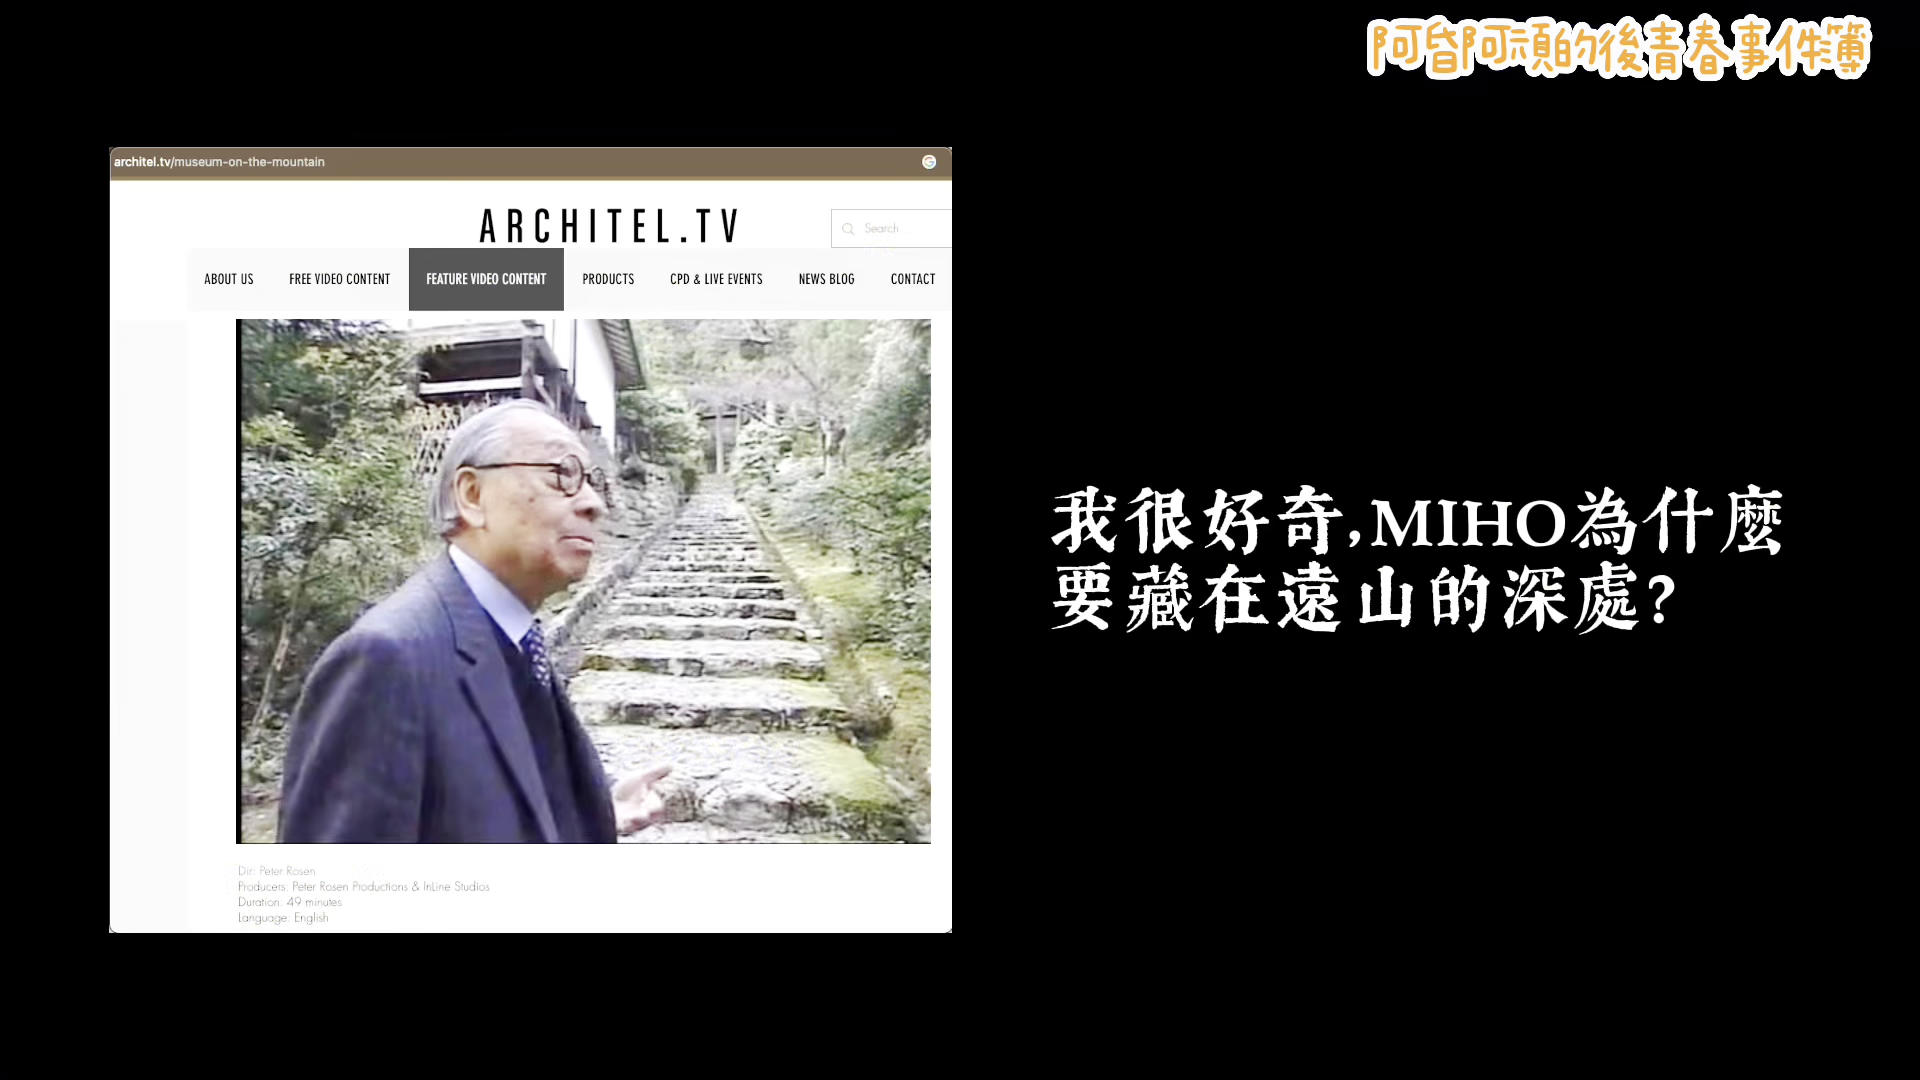 阿昏阿頑的後青春事件簿
architel.tv/museum-on-the-mountain
ARCHITEL.TV
Search...
ABOUT US
FREE VIDEO CONTENT
FEATURE VIDEO CONTENT
PRODUCTS
CPD & LIVE EVENTS
NEWS BLOG
CONTACT
Dir: Peter Rosen
Producers: Peter Rosen Productions & InLine Studios
Duration: 49 minutes
Language: English
我很好奇,MIHO為什麼
要藏在遠山的深處?